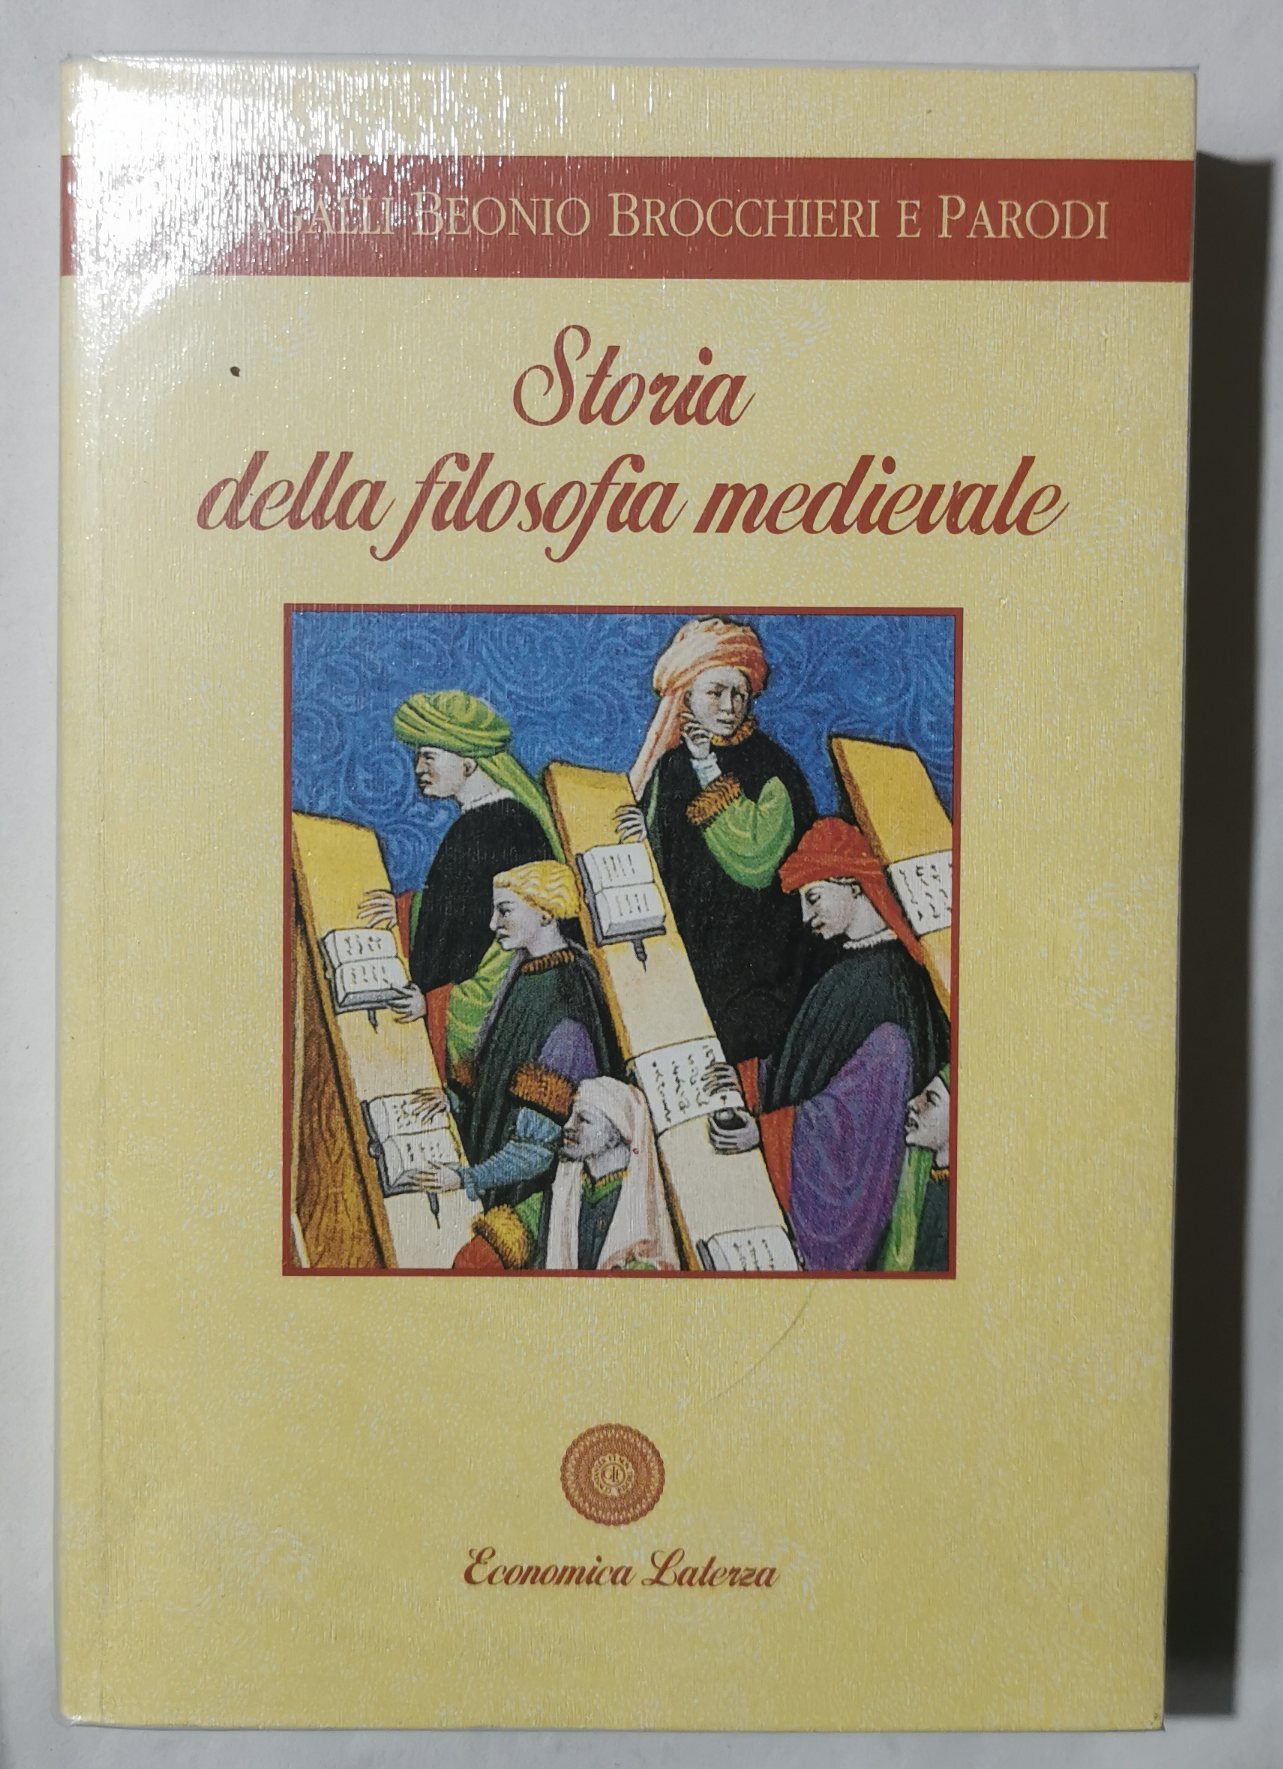 BEONIO BROCCHIERI E PARODI
Storia
della filosofia medievale
Economica Laterza